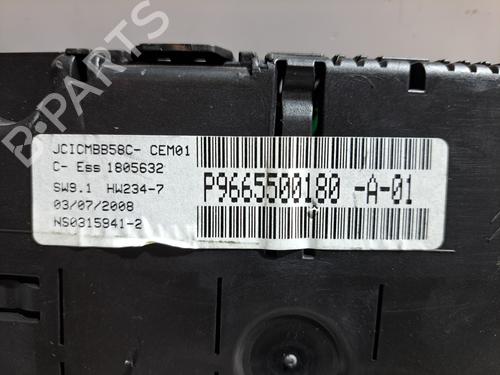 B-PARTS
JCICMBB58C- CEM01
C- Ess 1805632
SW9.1 HW234-7
03/07/2008
NS0315941-2
P9665500180 -A-01